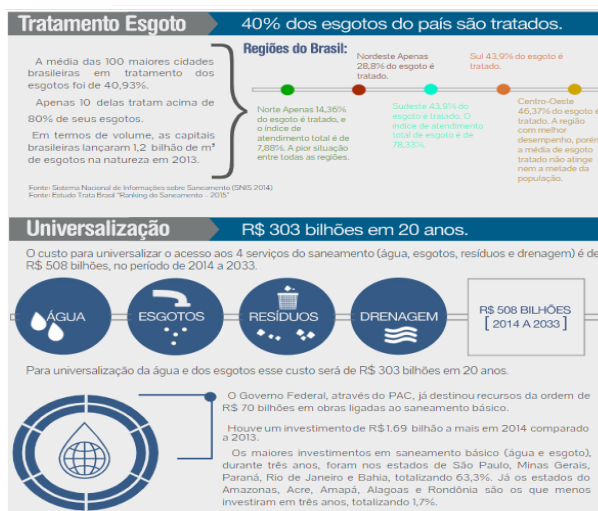 Tratamento Esgoto
40% dos esgotos do país são tratados.
A média das 100 maiores cidades
brasileiras em tratamento dos
esgotos foi de 40,93%.
Apenas 10 delas tratam acima de
80% de seus esgotos.
Em termos de volume, as capitais
brasileiras lançaram 1,2 bilhão de m³
de esgotos na natureza em 2013.
Regiões do Brasil:
Norte Apenas 14,36%
do esgoto é tratado, e
o índice de
atendimento total é de
7,88%. A pior situação
entre todas as regiões.
Nordeste Apenas
28,8% do esgoto é
tratado.
Sudeste 43,9% do
esgoto é tratado. O
índice de atendimento
total de esgoto é de
78,33%.
Sul 43,9% do esgoto é
tratado.
Centro-Oeste
46,37% do esgoto é
tratado. A região
com melhor
desempenho, porém
a média de esgoto
tratado não atinge
nem a metade da
população.
Fonte: Sistema Nacional de Informações sobre Saneamento (SNIS 2014)
Fonte: Estudo Trata Brasil "Ranking do Saneamento – 2015"
Universalização
R$ 303 bilhões em 20 anos.
O custo para universalizar o acesso aos 4 serviços do saneamento (água, esgotos, resíduos e drenagem) é de
R$ 508 bilhões, no período de 2014 a 2033.
ÁGUA
ESGOTOS
RESÍDUOS
DRENAGEM
R$ 508 BILHÕES
[ 2014 A 2033 ]
Para universalização da água e dos esgotos esse custo será de R$ 303 bilhões em 20 anos.
O Governo Federal, através do PAC, já destinou recursos da ordem de
R$ 70 bilhões em obras ligadas ao saneamento básico.
Houve um investimento de R$1.69 bilhão a mais em 2014 comparado
a 2013.
Os maiores investimentos em saneamento básico (água e esgoto),
durante três anos, foram nos estados de São Paulo, Minas Gerais,
Paraná, Rio de Janeiro e Bahia, totalizando 63,3%. Já os estados do
Amazonas, Acre, Amapá, Alagoas e Rondônia são os que menos
investiram em três anos, totalizando 1,7%.